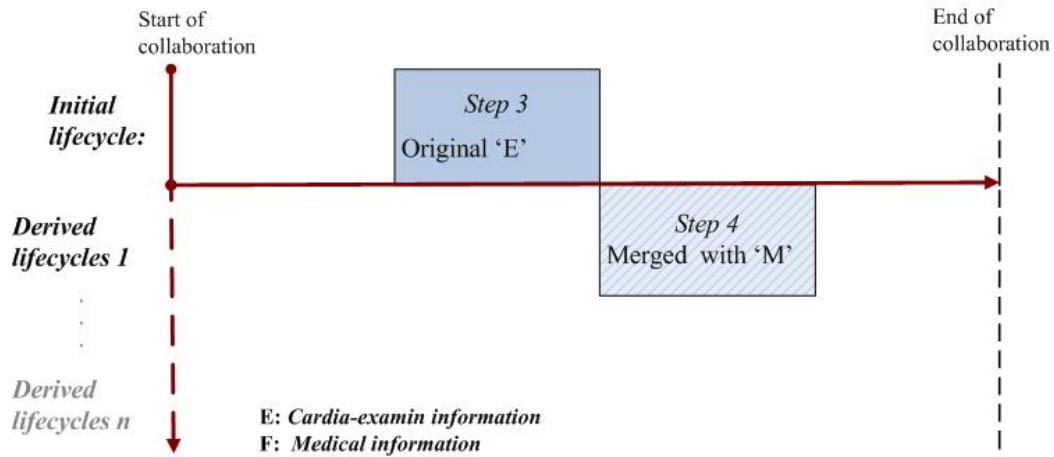 Start of
collaboration
End of
collaboration
Initial
lifecycle:
Step 3
Original ‘E’
Derived
lifecycles 1
Step 4
Merged with ‘M’
Derived
lifecycles n
E: Cardia-examin information
F: Medical information